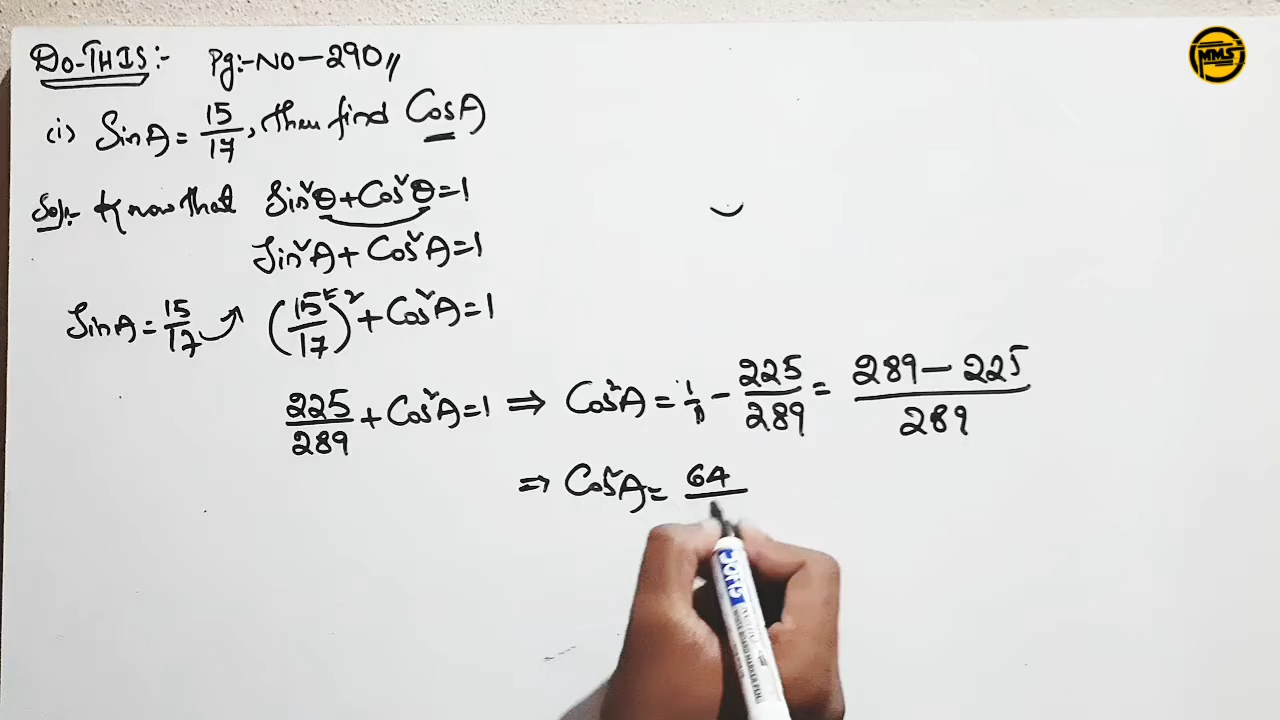 Do-THIS:- Pg:-NO-290//
(i) SinA = 15/17, then find CosA
Sol:- Know that Sin²θ+Cos²θ=1
Sin²A+Cos²A=1
SinA=15/17 (15/17)²+Cos²A=1
225/289+Cos²A=1 ⇒ Cos²A=1/1-225/289=289-225/289
⇒ Cos²A=64
MMS